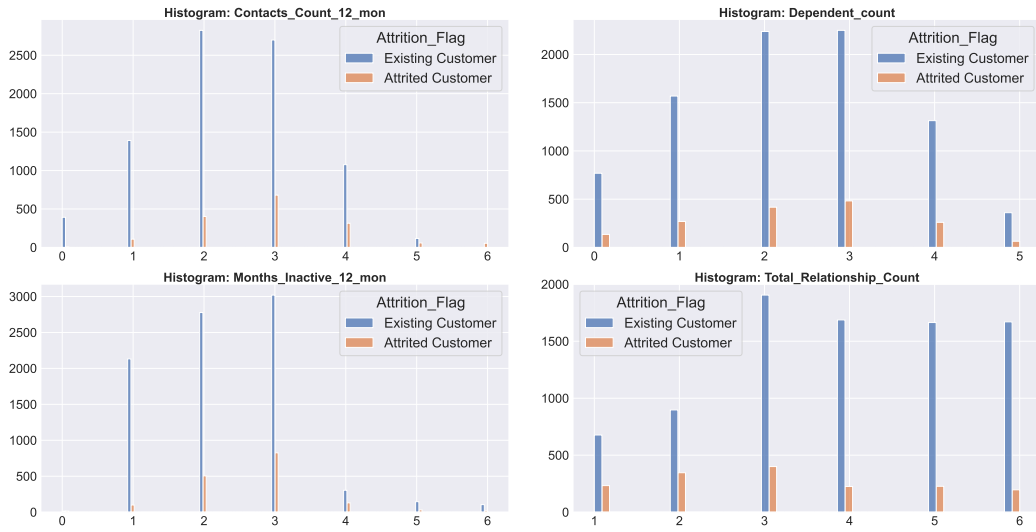 Histogram: Contacts_Count_12_mon
Attrition_Flag
Existing Customer
Attrited Customer
2500
2000
1500
1000
500
0
0 1 2 3 4 5 6
Histogram: Dependent_count
Attrition_Flag
Existing Customer
Attrited Customer
2000
1500
1000
500
0
0 1 2 3 4 5
Histogram: Months_Inactive_12_mon
Attrition_Flag
Existing Customer
Attrited Customer
3000
2500
2000
1500
1000
500
0
0 1 2 3 4 5 6
Histogram: Total_Relationship_Count
Attrition_Flag
Existing Customer
Attrited Customer
2000
1500
1000
500
0
1 2 3 4 5 6